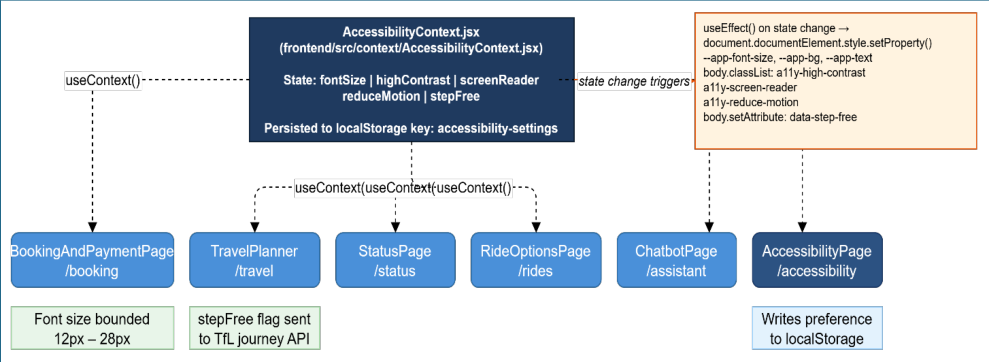 AccessibilityContext.jsx
(frontend/src/context/AccessibilityContext.jsx)
State: fontSize | highContrast | screenReader
reduceMotion | stepFree
Persisted to localStorage key: accessibility-settings
useEffect() on state change →
document.documentElement.style.setProperty()
--app-font-size, --app-bg, --app-text
body.classList: a11y-high-contrast
a11y-screen-reader
a11y-reduce-motion
body.setAttribute: data-step-free
useContext()
state change triggers
useContext(useContext(-useContext()
BookingAndPaymentPage
/booking
TravelPlanner
/travel
StatusPage
/status
RideOptionsPage
/rides
ChatbotPage
/assistant
AccessibilityPage
/accessibility
Font size bounded
12px – 28px
stepFree flag sent
to TfL journey API
Writes preference
to localStorage